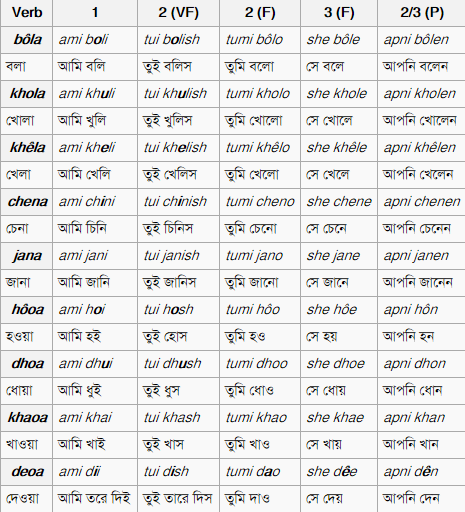 Verb 1 2 (VF) 2 (F) 3 (F) 2/3 (P)
bôla ami boli tui bolish tumi bôlo she bôle apni bôlen
বলা আমি বলি তুই বলিস তুমি বলো সে বলে আপনি বলেন
khola ami khuli tui khulish tumi kholo she khole apni kholen
খোলা আমি খুলি তুই খুলিস তুমি খোলো সে খোলে আপনি খোলেন
khêla ami kheli tui khelish tumi khêlo she khêle apni khêlen
খেলা আমি খেলি তুই খেলিস তুমি খেলো সে খেলে আপনি খেলেন
chena ami chini tui chinish tumi cheno she chene apni chenen
চেনা আমি চিনি তুই চিনিস তুমি চেনো সে চেনে আপনি চেনেন
jana ami jani tui janish tumi jano she jane apni janen
জানা আমি জানি তুই জানিস তুমি জানো সে জানে আপনি জানেন
hôoa ami hoi tui hosh tumi hôo she hôe apni hôn
হওয়া আমি হই তুই হোস তুমি হও সে হয় আপনি হন
dhoa ami dhui tui dhush tumi dhoo she dhoe apni dhon
ধোয়া আমি ধুই তুই ধুস তুমি ধোও সে ধোয় আপনি ধোন
khaoa ami khai tui khash tumi khao she khae apni khan
খাওয়া আমি খাই তুই খাস তুমি খাও সে খায় আপনি খান
deoa ami dii tui dish tumi dao she dêe apni dên
দেওয়া আমি তরে দিই তুই তারে দিস তুমি দাও সে দেয় আপনি দেন